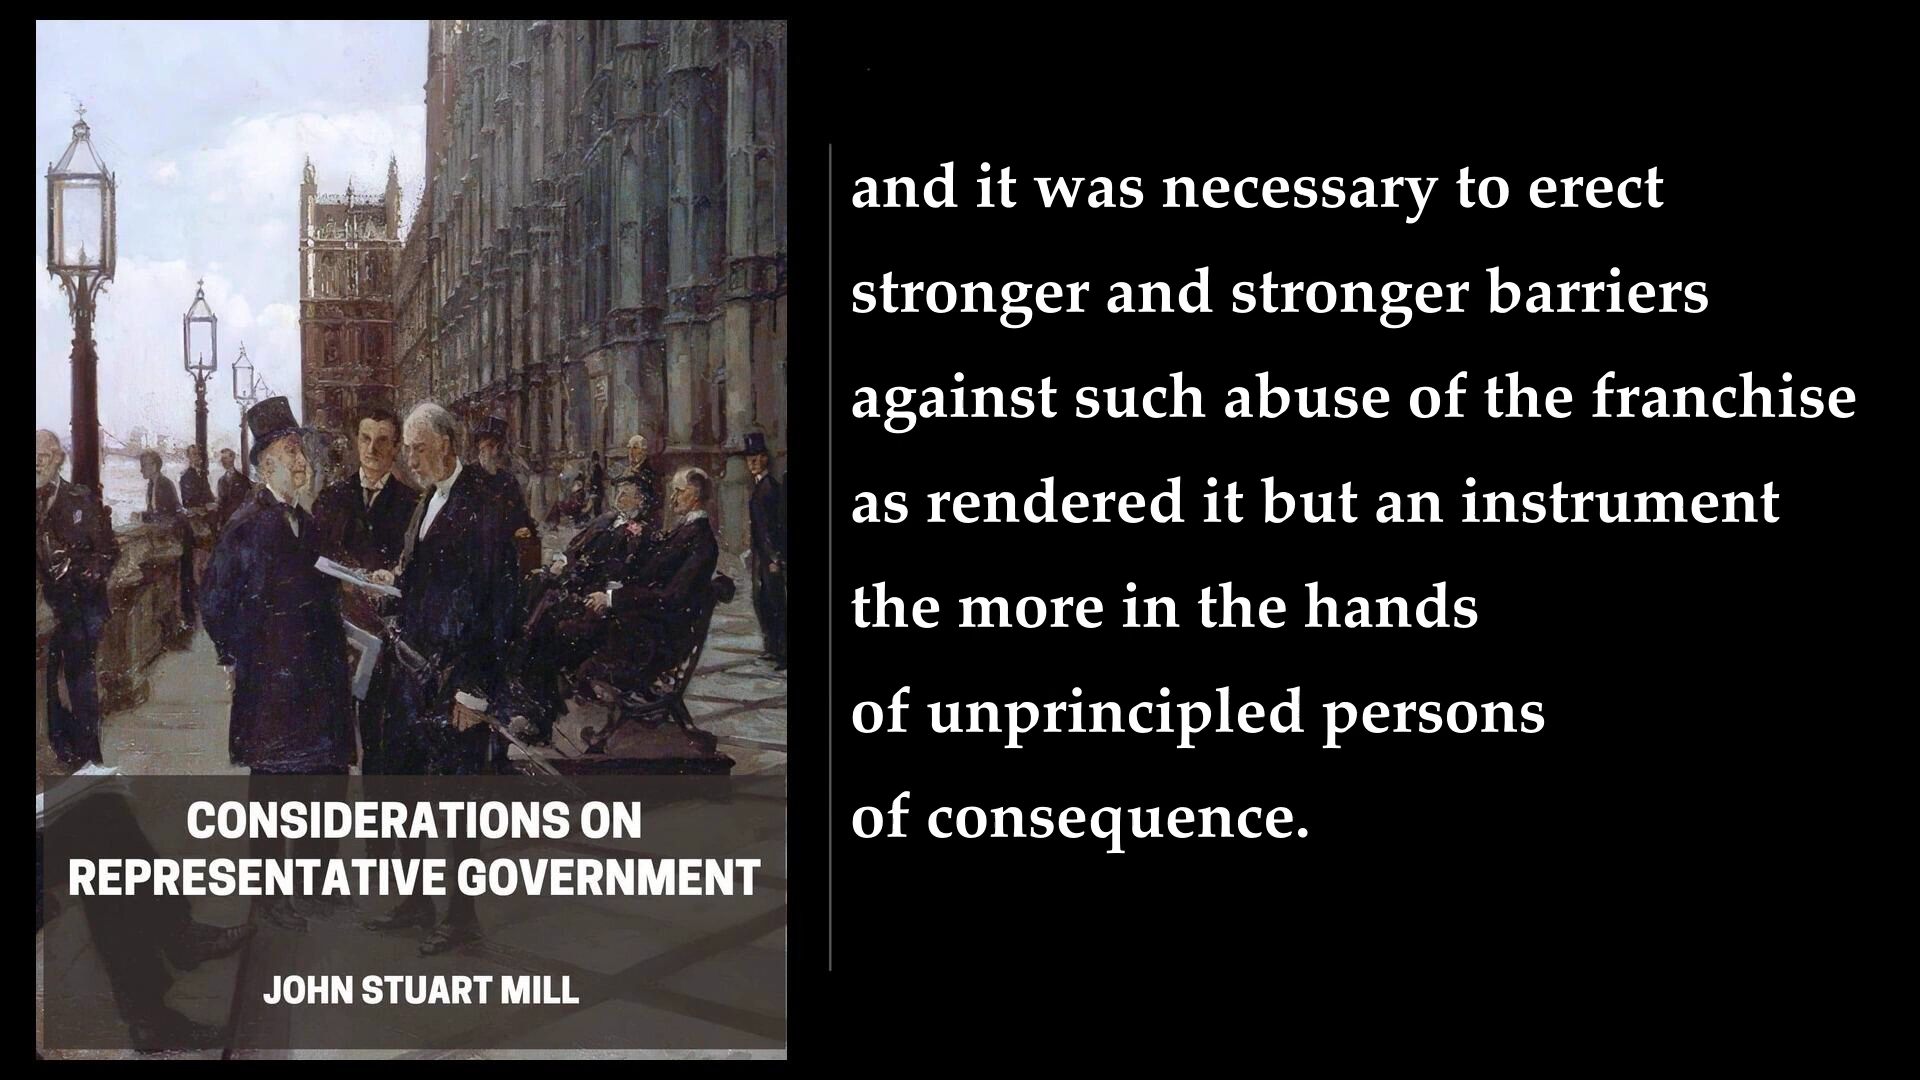 CONSIDERATIONS ON
REPRESENTATIVE GOVERNMENT
JOHN STUART MILL
and it was necessary to erect
stronger and stronger barriers
against such abuse of the franchise
as rendered it but an instrument
the more in the hands
of unprincipled persons
of consequence.